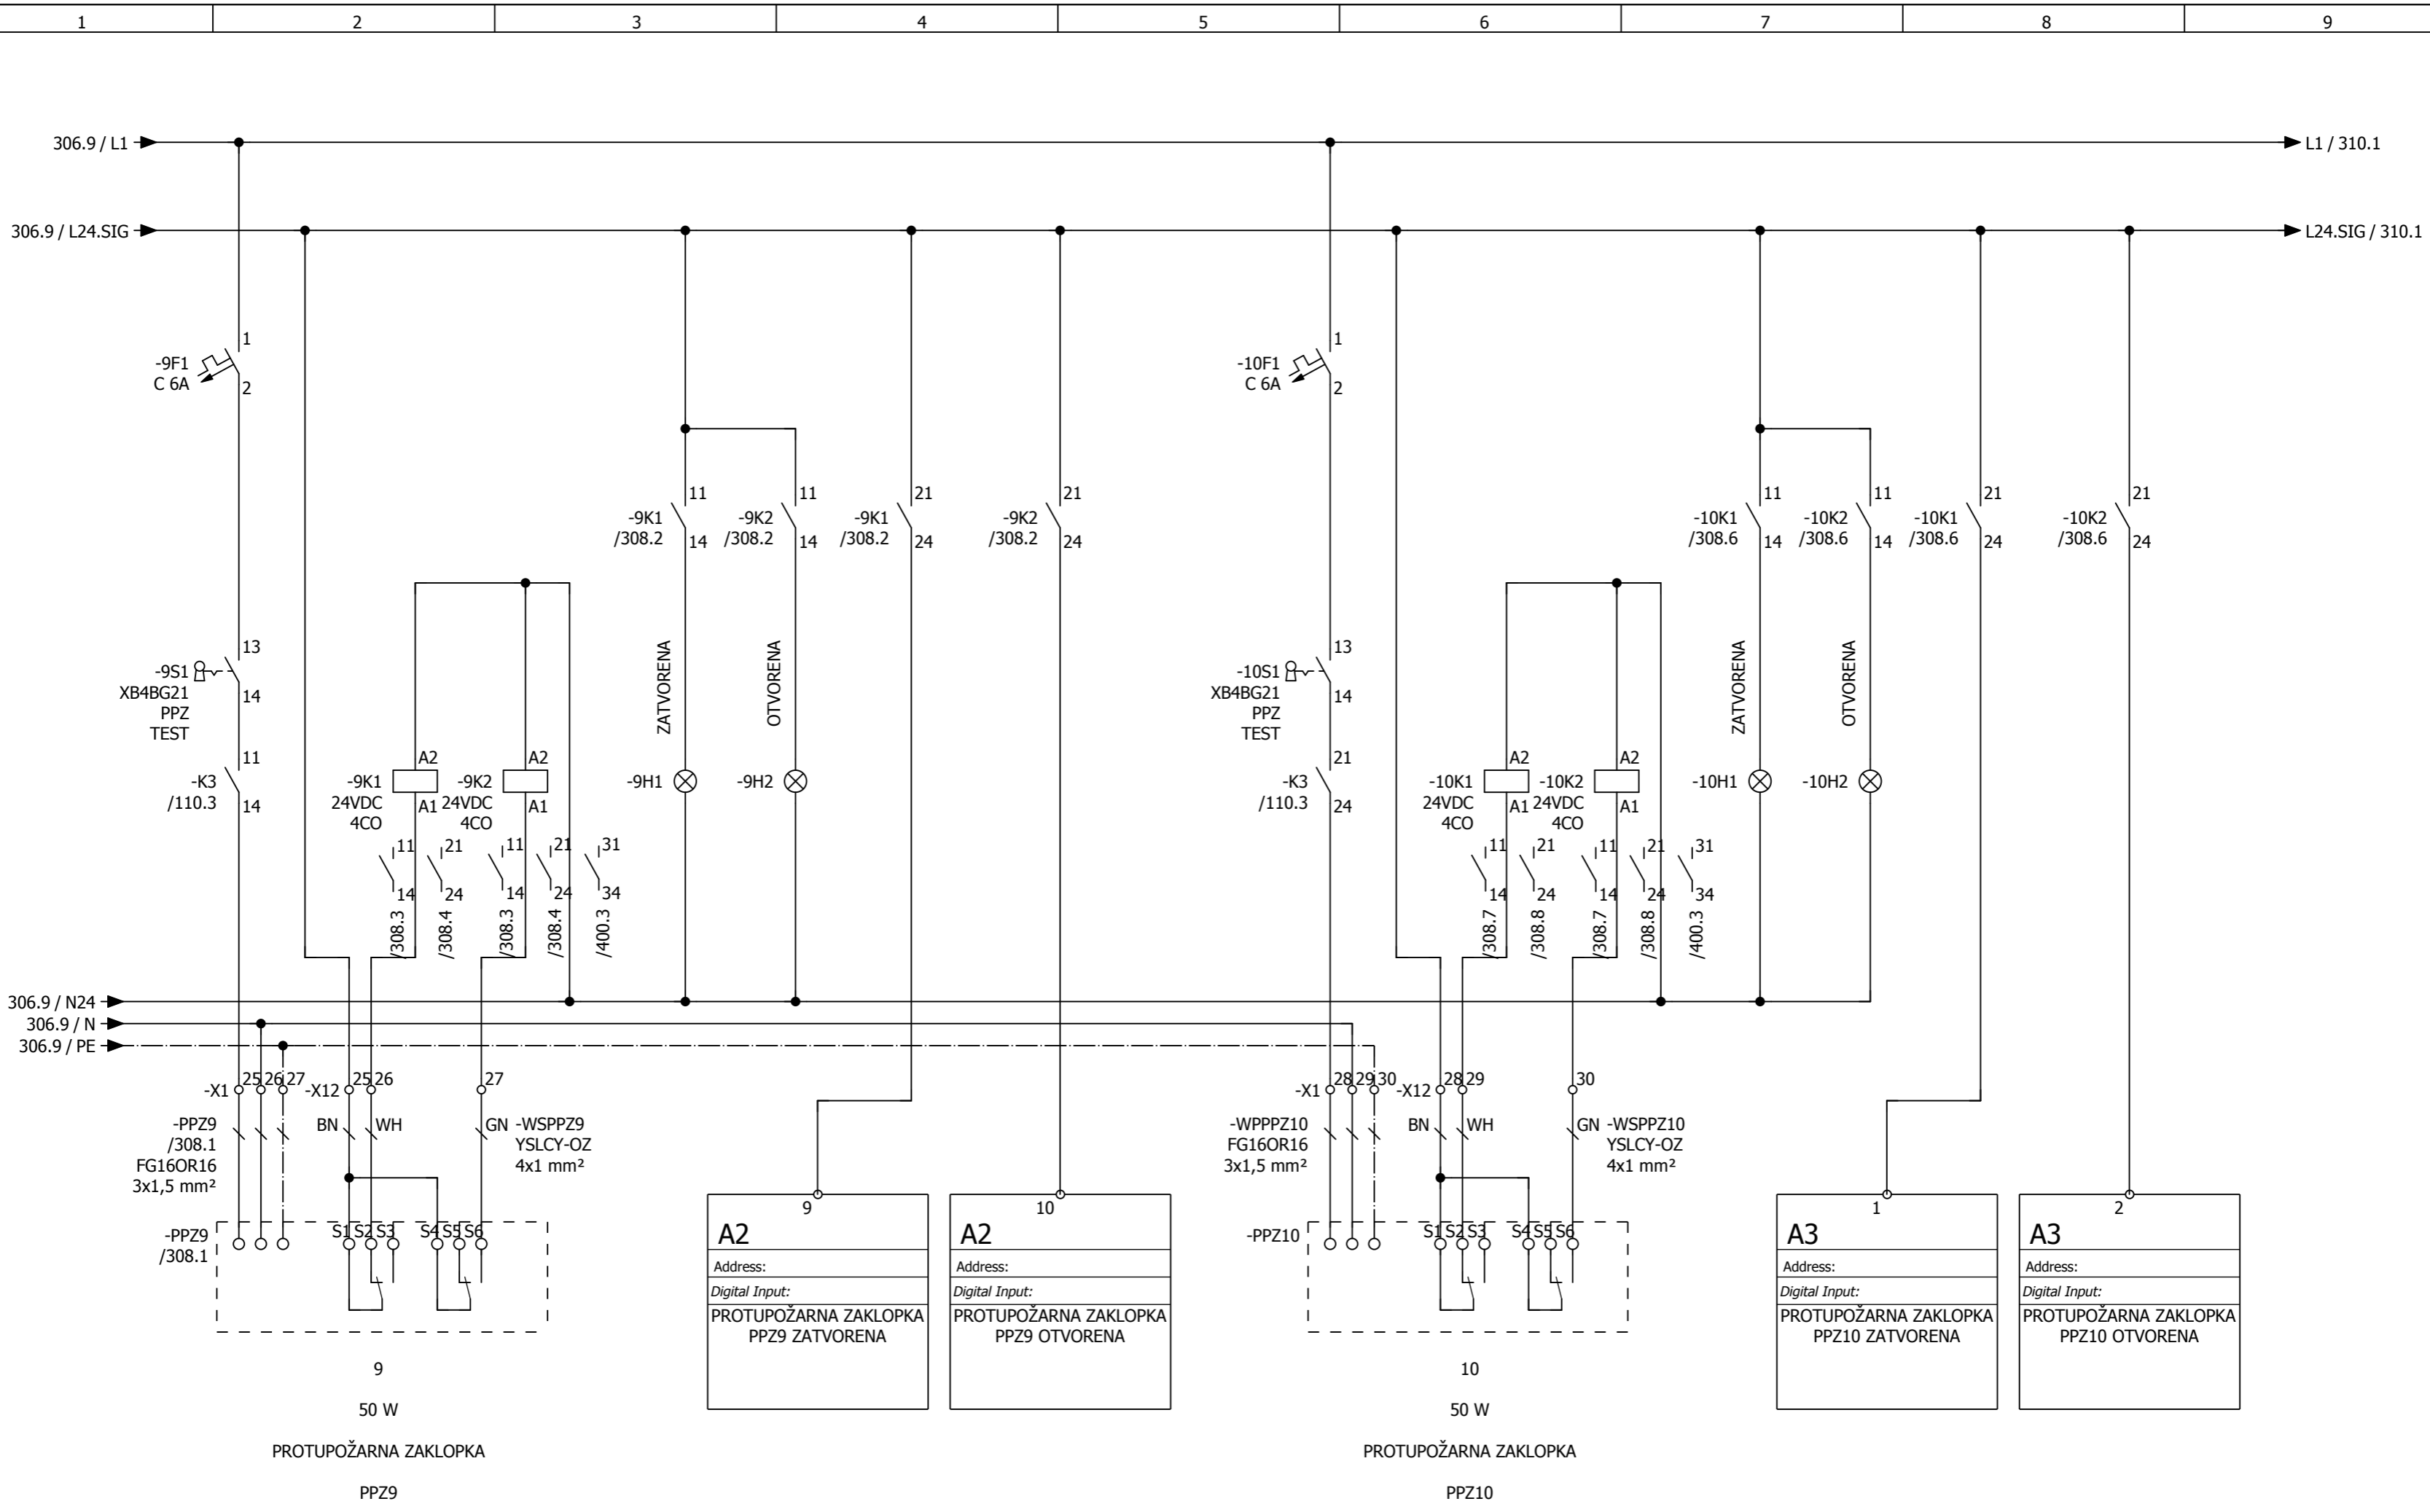 1 2 3 4 5 6 7 8 9
306.9 / L1
L1 / 310.1
306.9 / L24.SIG
L24.SIG / 310.1
-9F1
C 6A
1
2
-10F1
C 6A
1
2
-9K1
/308.2
11
14
-9K2
/308.2
11
14
-9K1
/308.2
21
24
-9K2
/308.2
21
24
-10K1
/308.6
11
14
-10K2
/308.6
11
14
-10K1
/308.6
21
24
-10K2
/308.6
21
24
-9S1
XB4BG21
PPZ
TEST
13
14
-K3
/110.3
11
14
-9K1
24VDC
4CO
A2
A1
-9K2
24VDC
4CO
A2
A1
11
14
/308.3
21
24
/308.4
11
14
/308.3
21
24
/308.4
31
34
/400.3
ZATVORENA
-9H1
OTVORENA
-9H2
-10S1
XB4BG21
PPZ
TEST
13
14
-K3
/110.3
21
24
-10K1
24VDC
4CO
A2
A1
-10K2
24VDC
4CO
A2
A1
11
14
/308.7
21
24
/308.8
11
14
/308.7
21
24
/308.8
31
34
/400.3
ZATVORENA
-10H1
OTVORENA
-10H2
306.9 / N24
306.9 / N
306.9 / PE
-X1
25 26 27
-X12
25 26
27
-PPZ9
/308.1
FG16OR16
3x1,5 mm²
BN
WH
GN
-WSPPZ9
YSLCY-OZ
4x1 mm²
-PPZ9
/308.1
S1 S2 S3 S4 S5 S6
9
50 W
PROTUPOŽARNA ZAKLOPKA
PPZ9
9
A2
Address:
Digital Input:
PROTUPOŽARNA ZAKLOPKA
PPZ9 ZATVORENA
10
A2
Address:
Digital Input:
PROTUPOŽARNA ZAKLOPKA
PPZ9 OTVORENA
-X1
28 29 30
-X12
28 29
30
-WPPPZ10
FG16OR16
3x1,5 mm²
BN
WH
GN
-WSPPZ10
YSLCY-OZ
4x1 mm²
-PPZ10
S1 S2 S3 S4 S5 S6
10
50 W
PROTUPOŽARNA ZAKLOPKA
PPZ10
1
A3
Address:
Digital Input:
PROTUPOŽARNA ZAKLOPKA
PPZ10 ZATVORENA
2
A3
Address:
Digital Input:
PROTUPOŽARNA ZAKLOPKA
PPZ10 OTVORENA